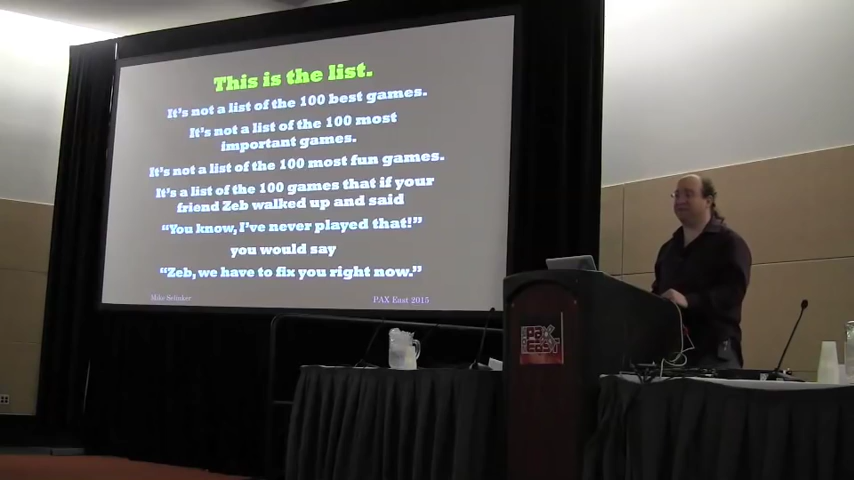 This is the list.
It's not a list of the 100 best games.
It's not a list of the 100 most
important games.
It's not a list of the 100 most fun games.
It's a list of the 100 games that if your
friend Zeb walked up and said
"You know, I've never played that!"
you would say
"Zeb, we have to fix you right now."
Mike Selinker
PAX East 2015
PAX
EAST